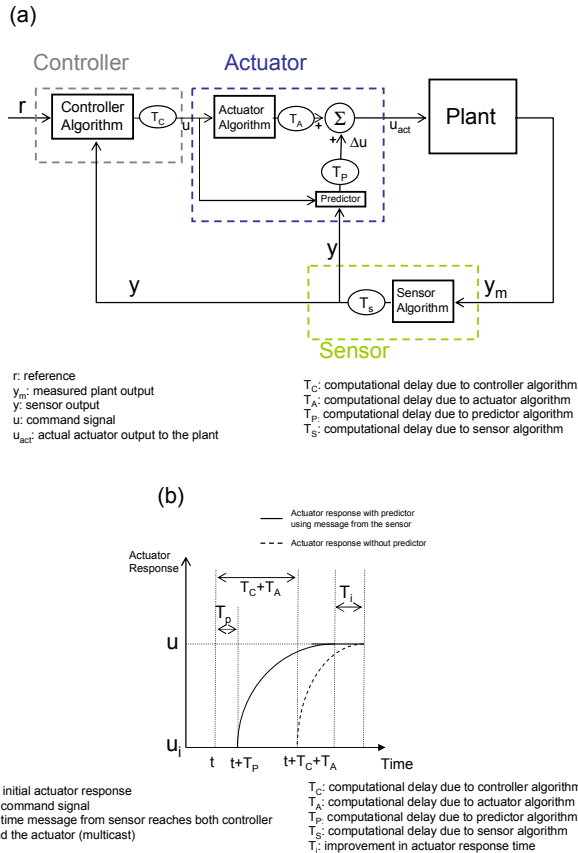 (a)
Controller
Actuator
r
Controller
Algorithm
T_C
u
Actuator
Algorithm
T_A
+
Σ
+
Δu
u_act
Plant
T_P
Predictor
y
y
T_s
Sensor
Algorithm
y_m
Sensor
r: reference
y_m: measured plant output
y: sensor output
u: command signal
u_act: actual actuator output to the plant
T_C: computational delay due to controller algorithm
T_A: computational delay due to actuator algorithm
T_P: computational delay due to predictor algorithm
T_S: computational delay due to sensor algorithm
(b)
Actuator response with predictor
using message from the sensor
Actuator response without predictor
Actuator
Response
T_C+T_A
T_i
T_p
u
u_i
t
t+T_P
t+T_C+T_A
Time
initial actuator response
command signal
time message from sensor reaches both controller
d the actuator (multicast)
T_C: computational delay due to controller algorithm
T_A: computational delay due to actuator algorithm
T_P: computational delay due to predictor algorithm
T_S: computational delay due to sensor algorithm
T_i: improvement in actuator response time